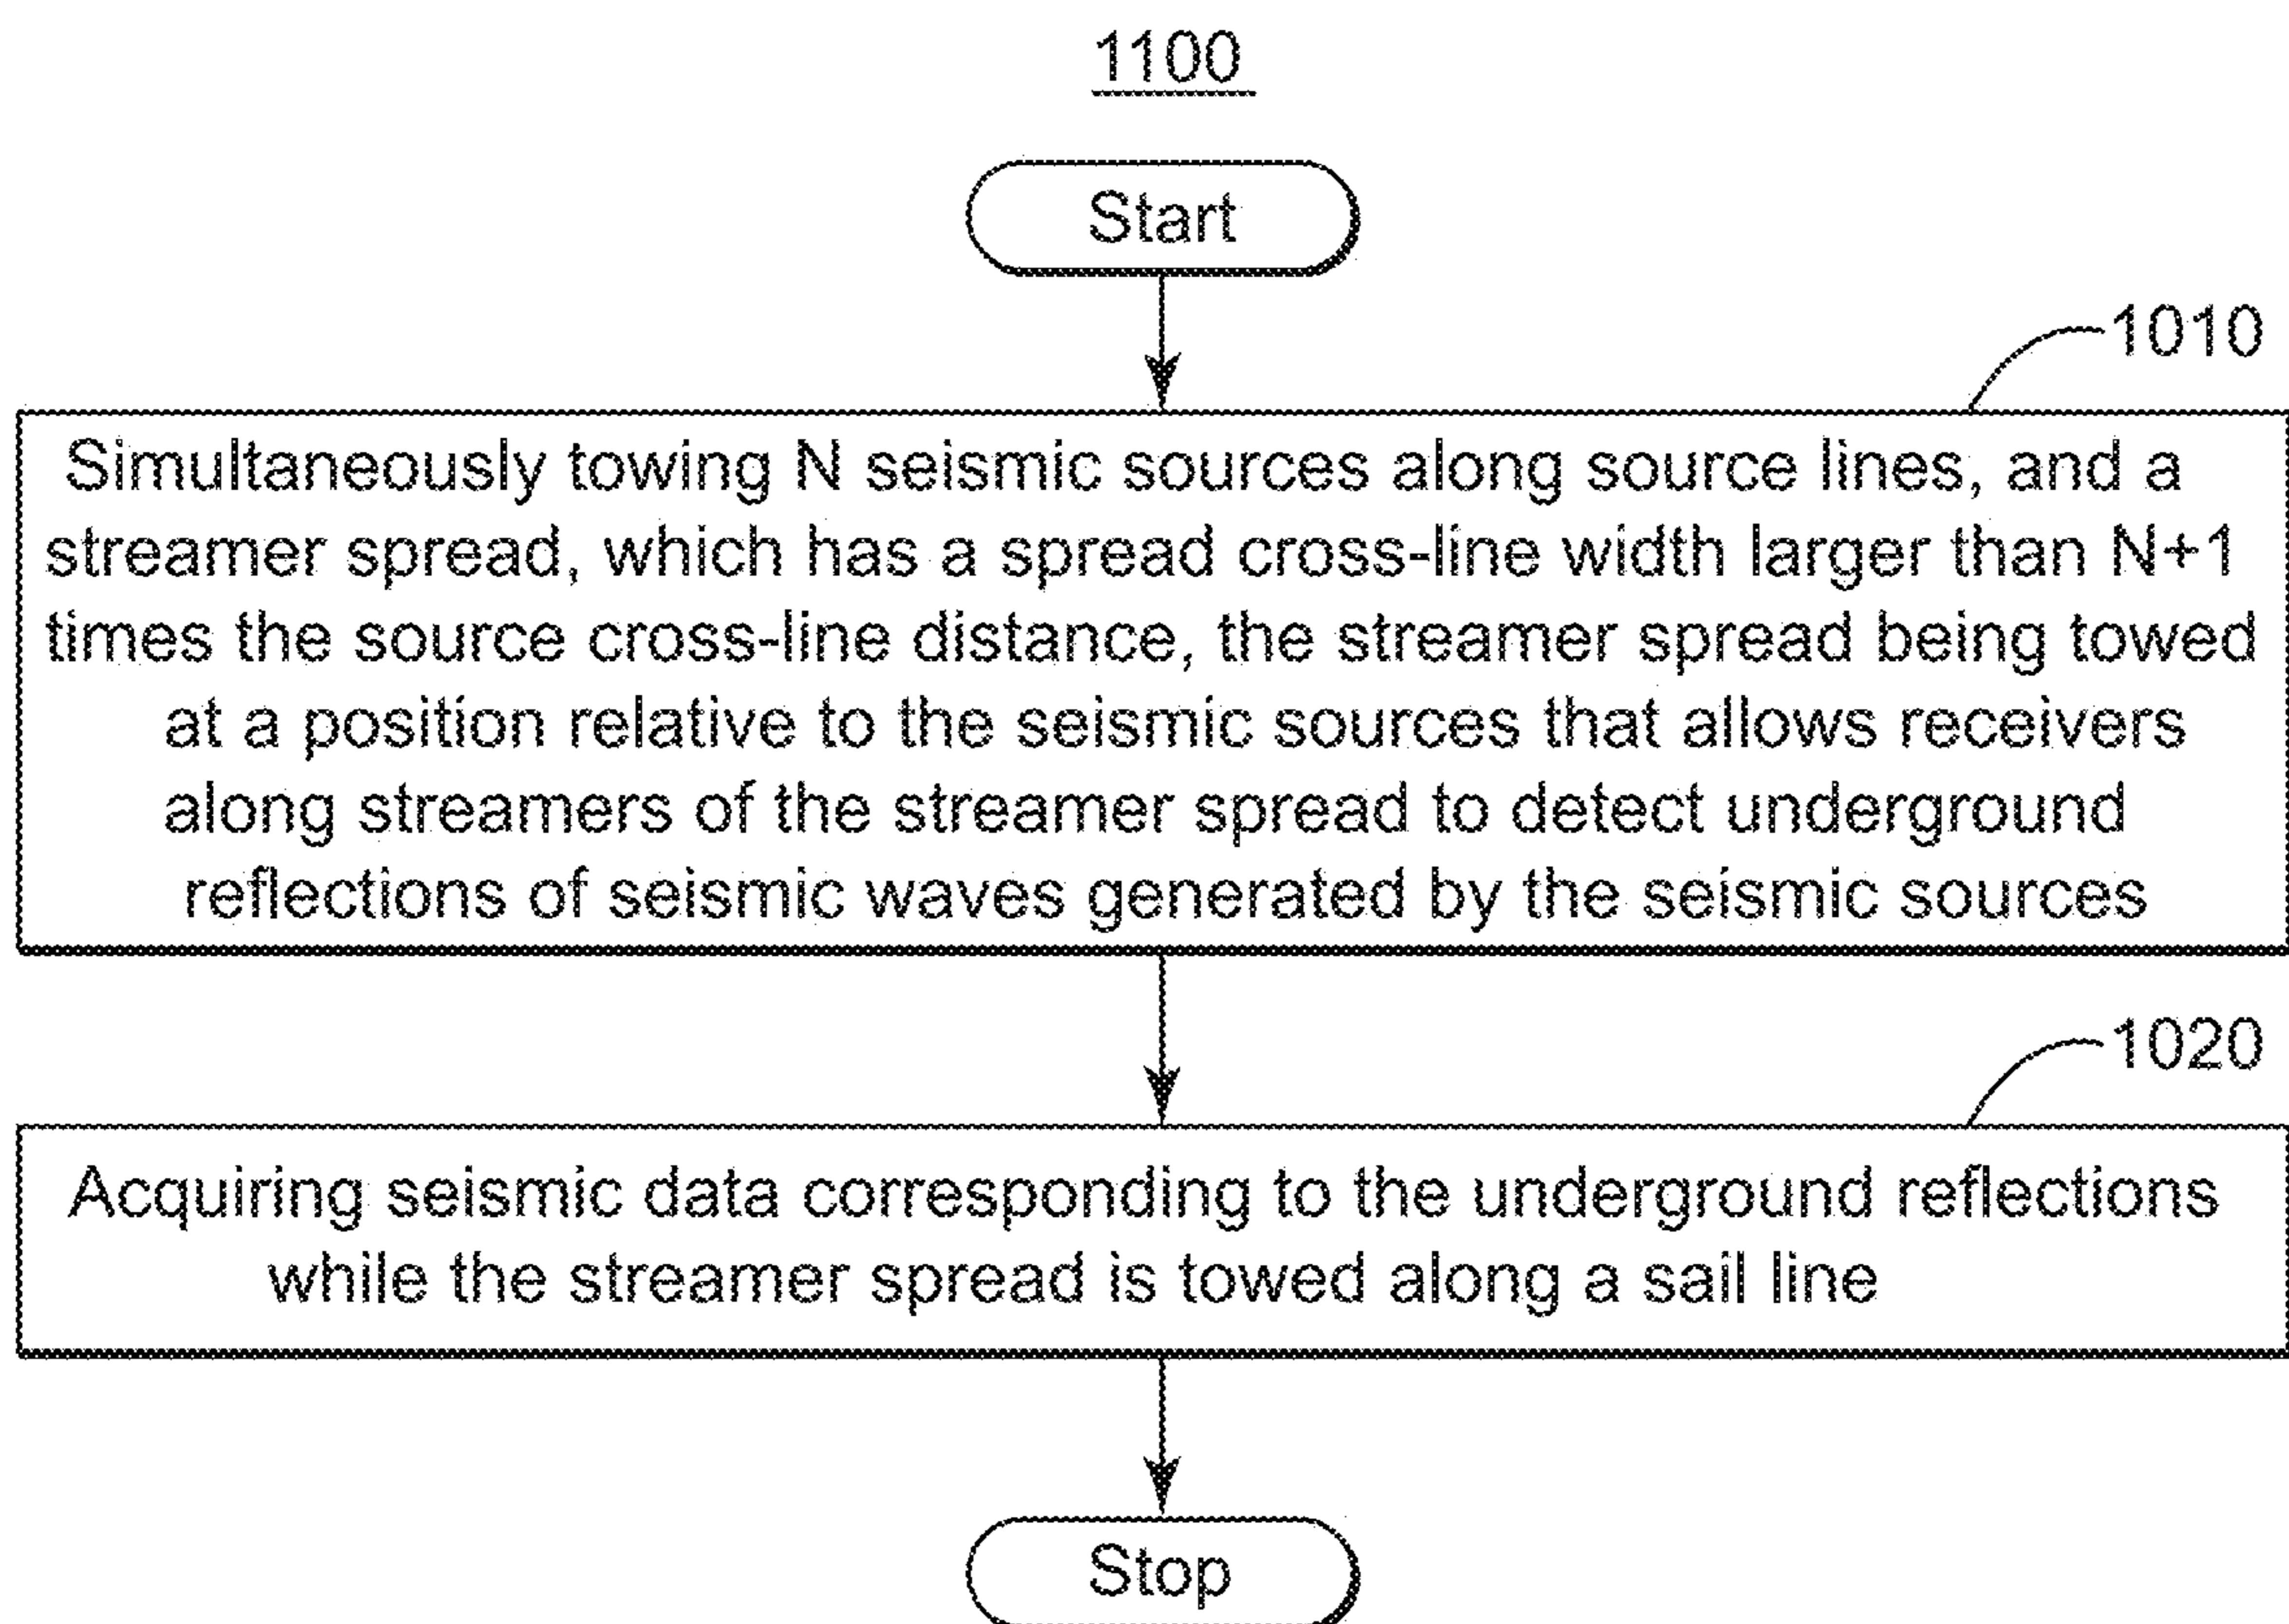 1100
Start
1010
Simultaneously towing N seismic sources along source lines, and a
streamer spread, which has a spread cross-line width larger than N+1
times the source cross-line distance, the streamer spread being towed
at a position relative to the seismic sources that allows receivers
along streamers of the streamer spread to detect underground
reflections of seismic waves generated by the seismic sources
1020
Acquiring seismic data corresponding to the underground reflections
while the streamer spread is towed along a sail line
Stop